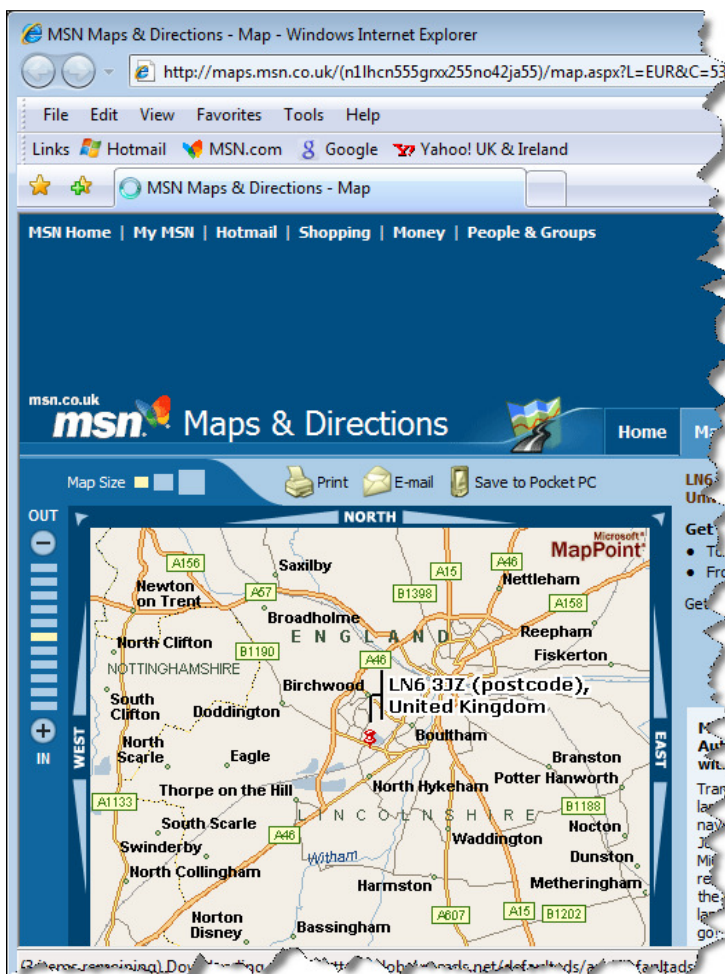 MSN Maps & Directions - Map - Windows Internet Explorer
http://maps.msn.co.uk/(n1lhcn555grxx255no42ja55)/map.aspx?L=EUR&C=53
File Edit View Favorites Tools Help
Links Hotmail MSN.com Google Yahoo! UK & Ireland
MSN Maps & Directions - Map
MSN Home | My MSN | Hotmail | Shopping | Money | People & Groups
msn.co.uk
msn Maps & Directions
Home Ma
Map Size Print E-mail Save to Pocket PC
LN6
OUT
NORTH
Get
Microsoft®
MapPoint®
A156
Saxilby
A15
A46
Nettleham
Newton
on Trent
A57
B1398
A158
Broadholme
ENGLAND
Reepham
North Clifton
B1190
A46
Fiskerton
NOTTINGHAMSHIRE
Birchwood
LN6 3JZ (postcode),
United Kingdom
South
Clifton
Doddington
Boultham
IN
WEST
EAST
North
Scarle
Eagle
Branston
Potter Hanworth
Thorpe on the Hill
North Hykeham
A1133
LINCOLNSHIRE
B1188
South Scarle
A46
Waddington
Nocton
Swinderby
Witham
Dunston
North Collingham
Harmston
Metheringham
Norton
Disney
Bassingham
A607
A15
B1202